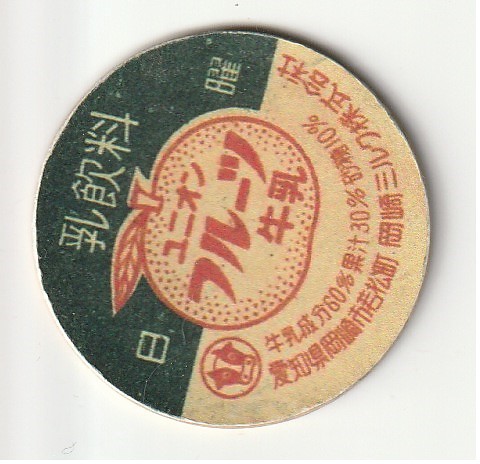 乳飲料
日曜
ユニオン
フルーツ
牛乳
牛乳成分60%果汁30%砂糖10%
愛知県岡崎市若松町 岡崎ミルク株式会社